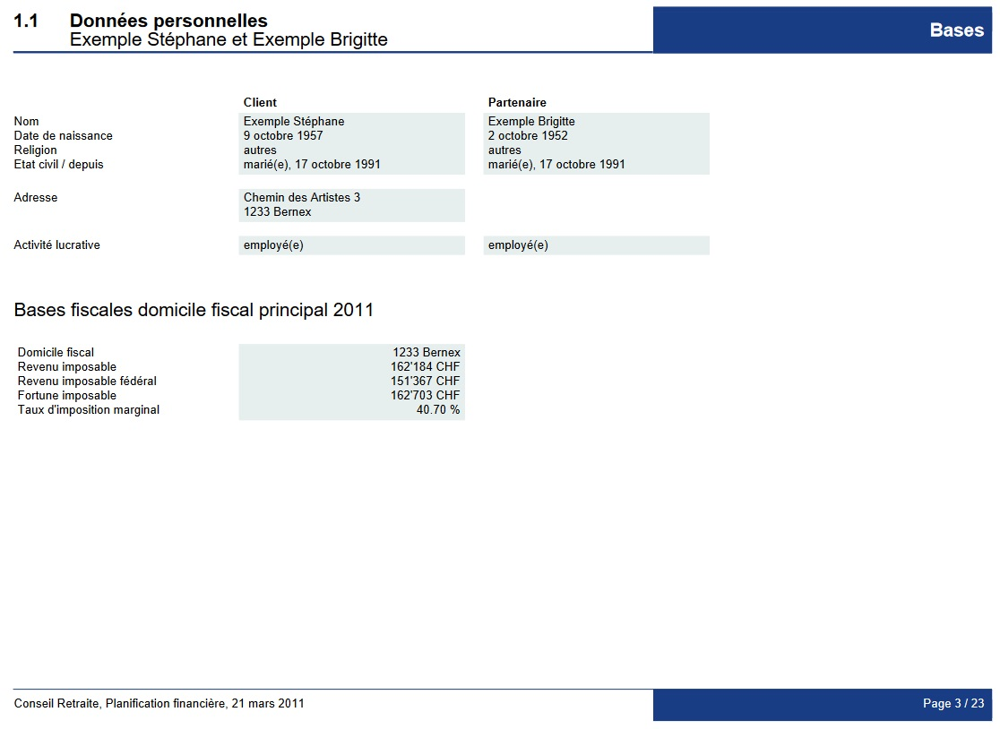 1.1 Données personnelles Bases
Exemple Stéphane et Exemple Brigitte
Client Partenaire
Nom Exemple Stéphane Exemple Brigitte
Date de naissance 9 octobre 1957 2 octobre 1952
Religion autres autres
Etat civil / depuis marié(e), 17 octobre 1991 marié(e), 17 octobre 1991
Adresse Chemin des Artistes 3
1233 Bernex
Activité lucrative employé(e) employé(e)
Bases fiscales domicile fiscal principal 2011
Domicile fiscal 1233 Bernex
Revenu imposable 162'184 CHF
Revenu imposable fédéral 151'367 CHF
Fortune imposable 162'703 CHF
Taux d'imposition marginal 40.70 %
Conseil Retraite, Planification financière, 21 mars 2011 Page 3 / 23